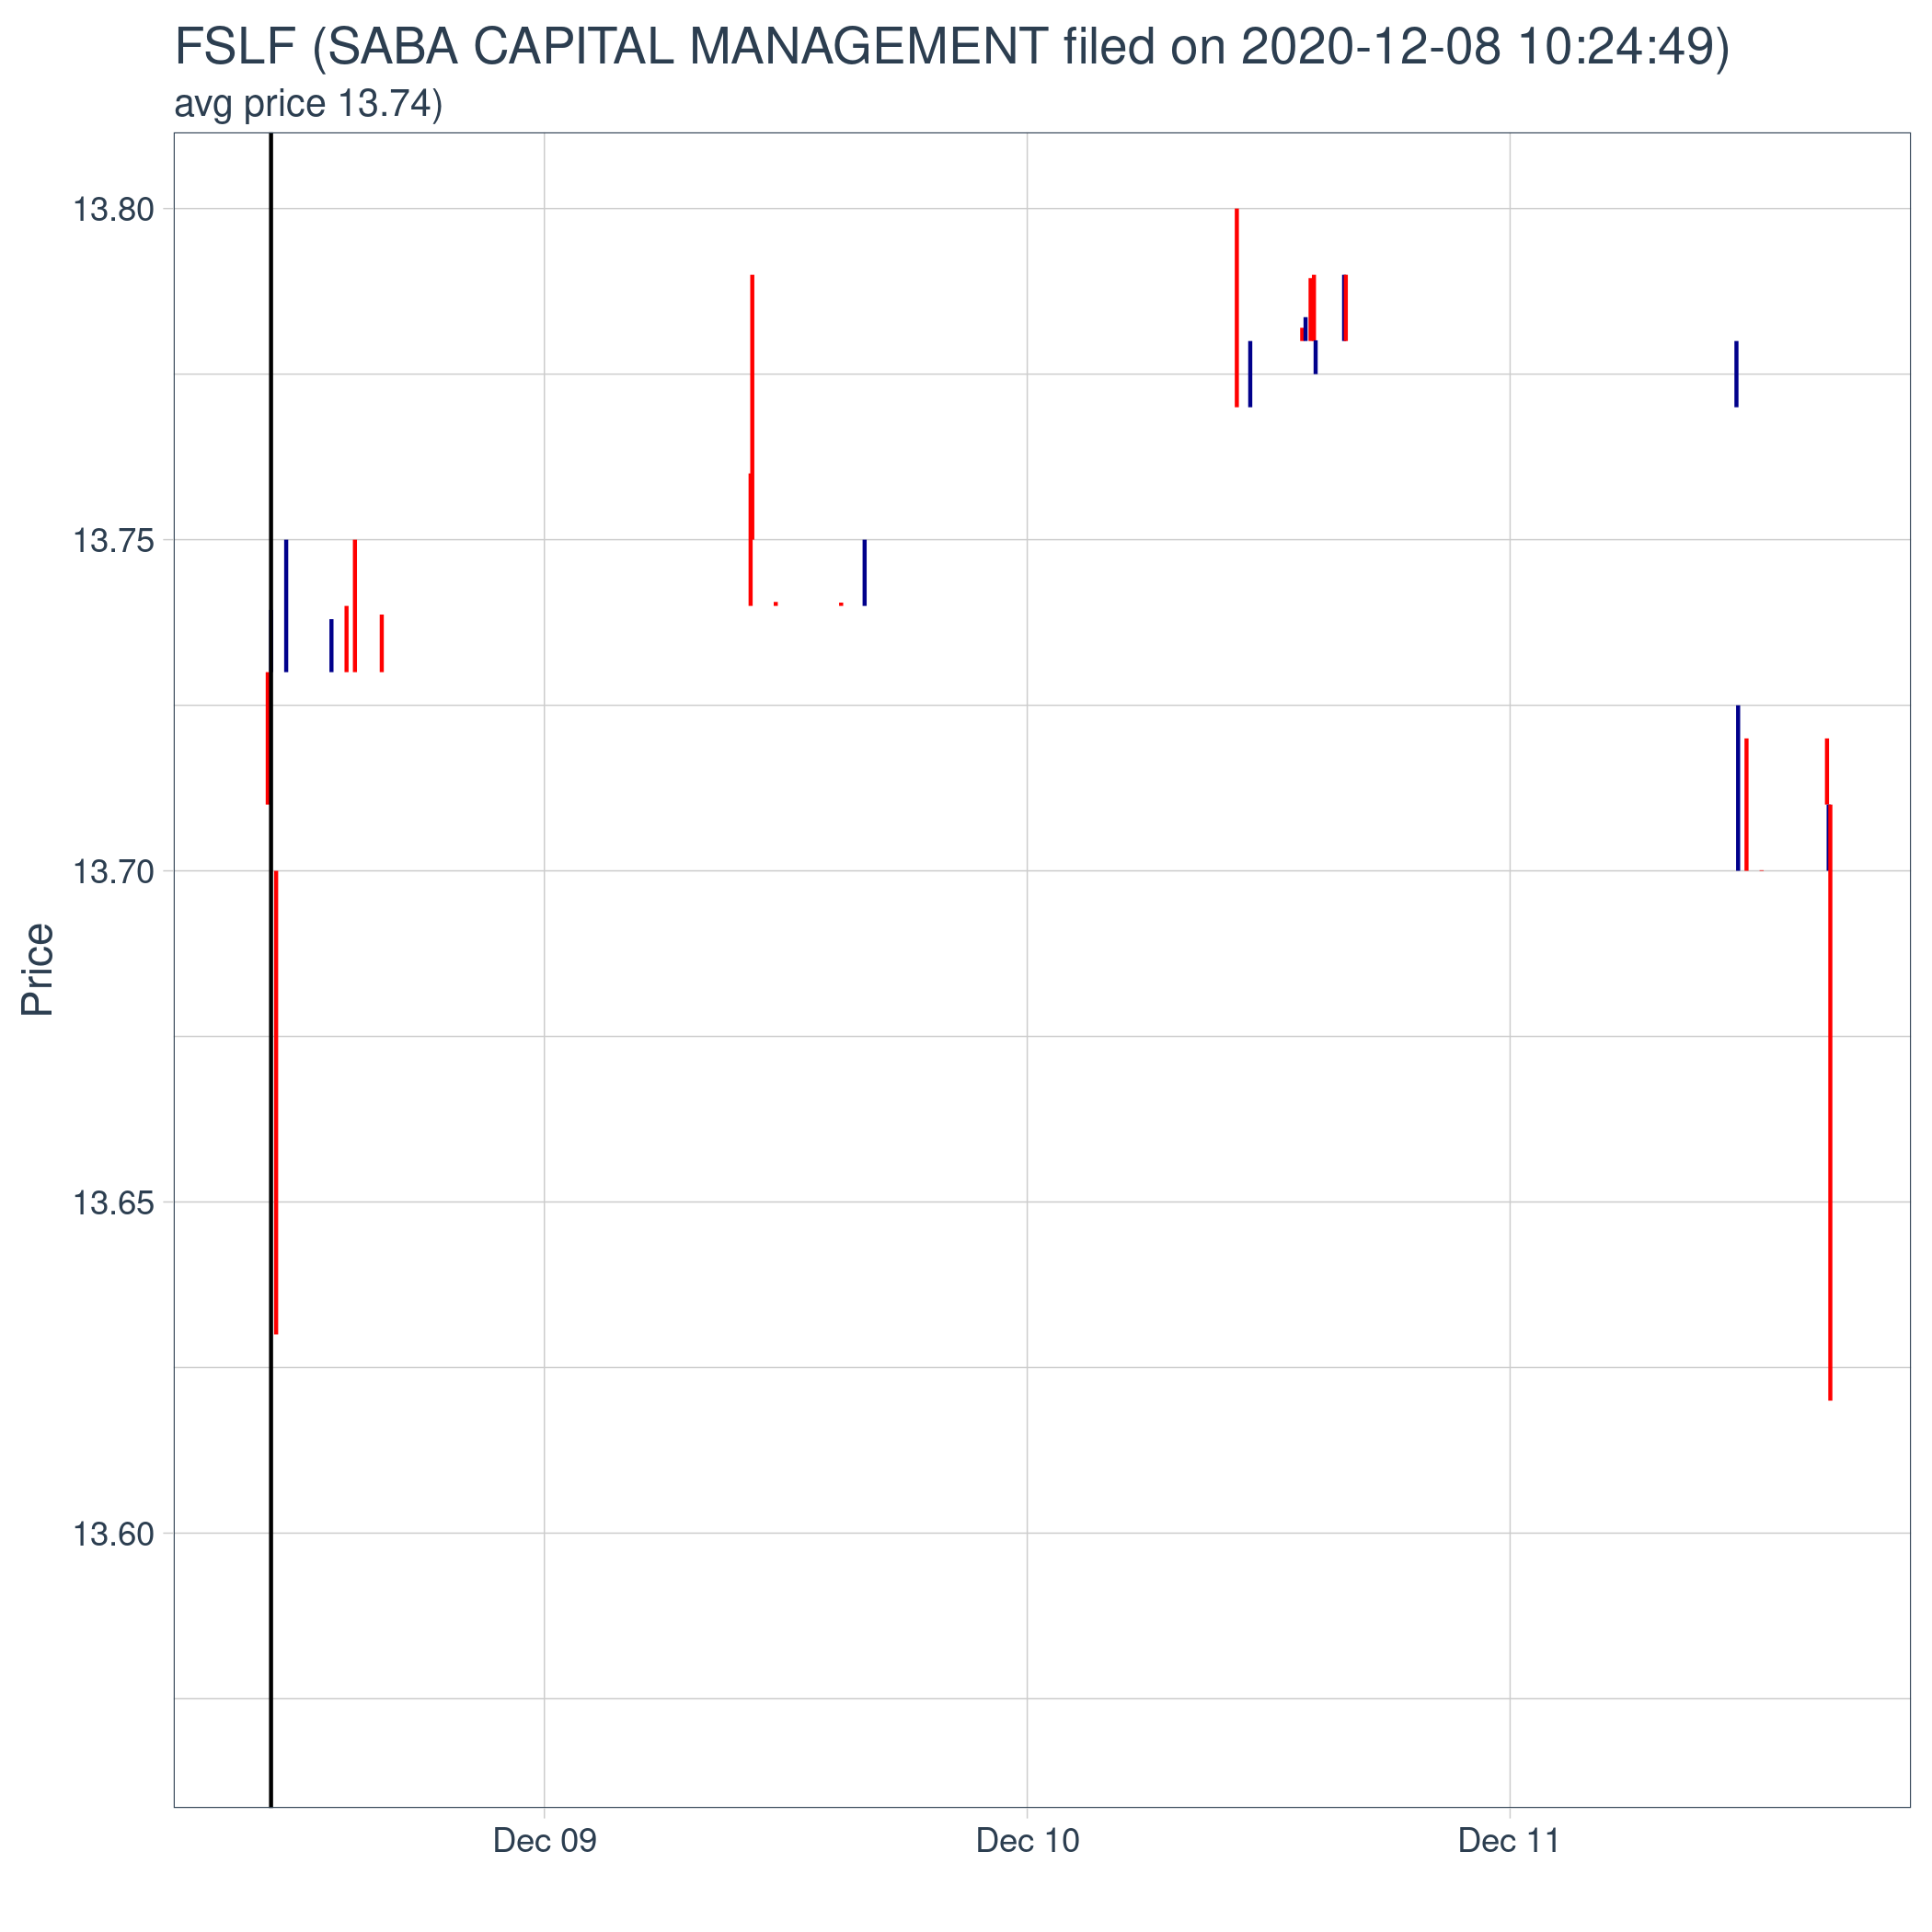 FSLF (SABA CAPITAL MANAGEMENT filed on 2020-12-08 10:24:49)
avg price 13.74)
13.80
13.75
13.70
13.65
13.60
Price
Dec 09
Dec 10
Dec 11